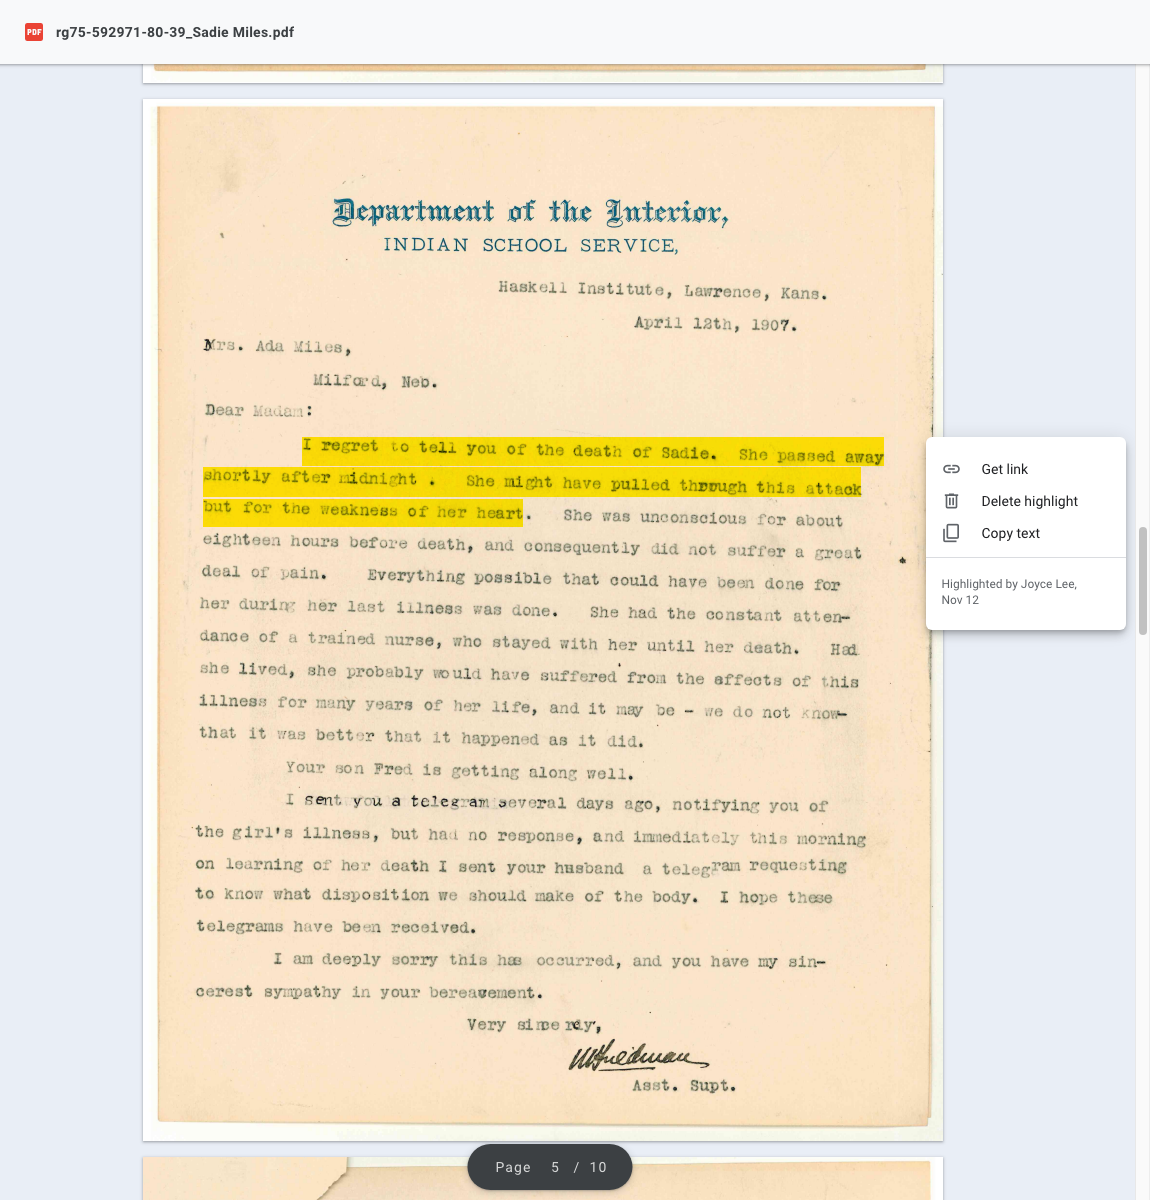 PDF
rg75-592971-80-39_Sadie Miles.pdf
Department of the Interior,
INDIAN SCHOOL SERVICE,
Haskell Institute, Lawrence, Kans.
April 12th, 1907.
Mrs. Ada Miles,
Milford, Neb.
Dear Madam:
I regret to tell you of the death of Sadie. She passed away
shortly after midnight . She might have pulled through this attack
but for the weakness of her heart. She was unconscious for about
eighteen hours before death, and consequently did not suffer a great
deal of pain. Everything possible that could have been done for
her during her last illness was done. She had the constant atten-
dance of a trained nurse, who stayed with her until her death. Had
she lived, she probably would have suffered from the affects of this
illness for many years of her life, and it may be - we do not know-
that it was better that it happened as it did.
Your son Fred is getting along well.
I sent you a telegram several days ago, notifying you of
the girl's illness, but had no response, and immediately this morning
on learning of her death I sent your husband a telegram requesting
to know what disposition we should make of the body. I hope these
telegrams have been received.
I am deeply sorry this has occurred, and you have my sin-
cerest sympathy in your bereavement.
Very sincerely,
WHFriedman
Asst. Supt.
Get link
Delete highlight
Copy text
Highlighted by Joyce Lee,
Nov 12
Page 5 / 10